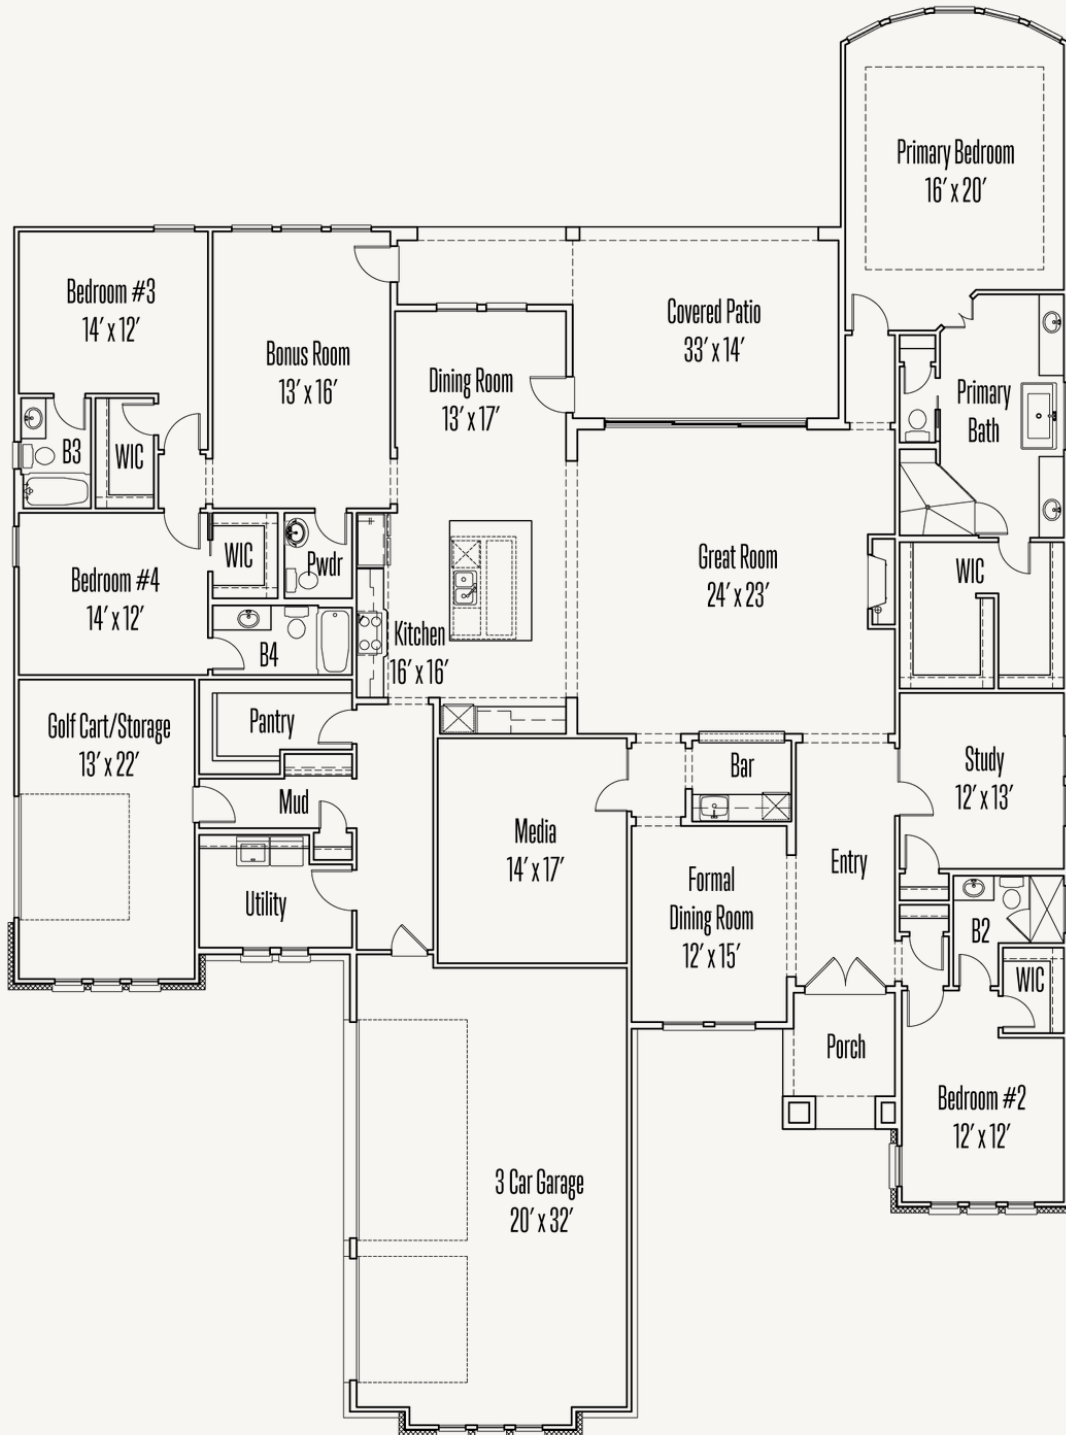 Primary Bedroom
16′ x 20′
Bedroom #3
14′ x 12′
Bonus Room
13′ x 16′
Dining Room
13′ x 17′
Covered Patio
33′ x 14′
Primary
Bath
B3
WIC
Great Room
24′ x 23′
WIC
Pwdr
WIC
Bedroom #4
14′ x 12′
B4
Kitchen
16′ x 16′
Golf Cart/Storage
13′ x 22′
Pantry
Mud
Utility
Media
14′ x 17′
Bar
Study
12′ x 13′
Entry
Formal
Dining Room
12′ x 15′
B2
WIC
Porch
Bedroom #2
12′ x 12′
3 Car Garage
20′ x 32′